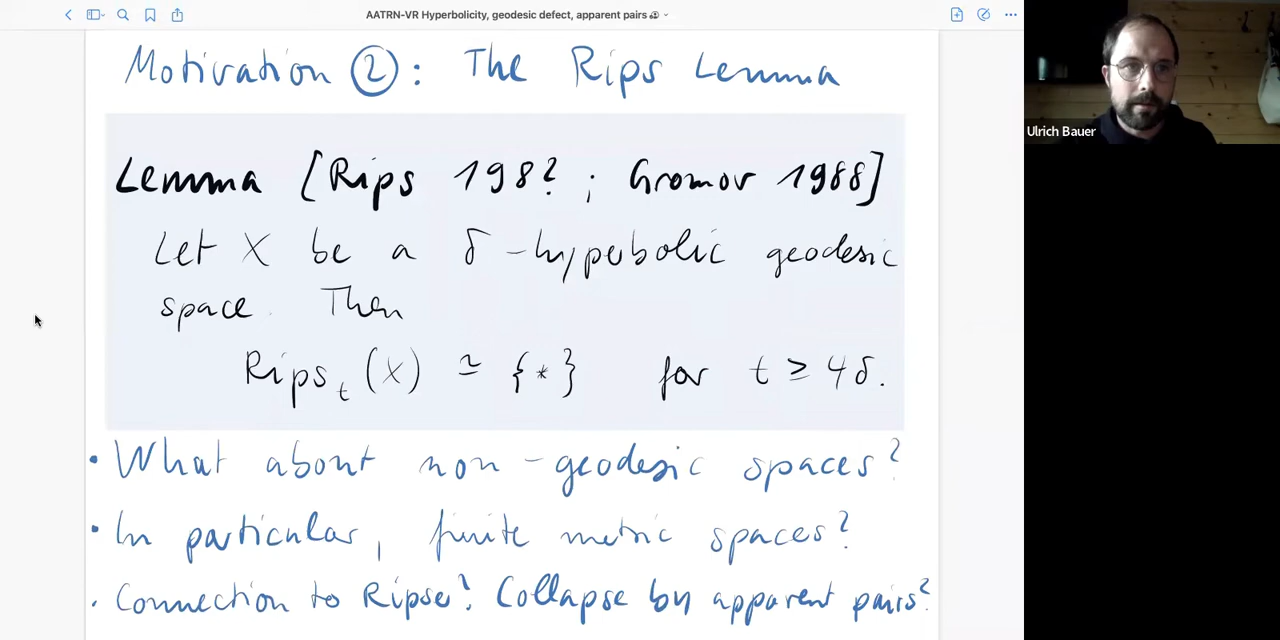 AATRN-VR Hyperbolicity, geodesic defect, apparent pairs
Motivation ②: The Rips Lemma
Lemma [Rips 198? ; Gromov 1988]
Let X be a δ-hyperbolic geodesic
space. Then
Rips_t (X) ≃ {*} for t ≥ 4δ.
• What about non-geodesic spaces?
• In particular, finite metric spaces?
• Connection to Ripser? Collapse by apparent pairs?
Ulrich Bauer